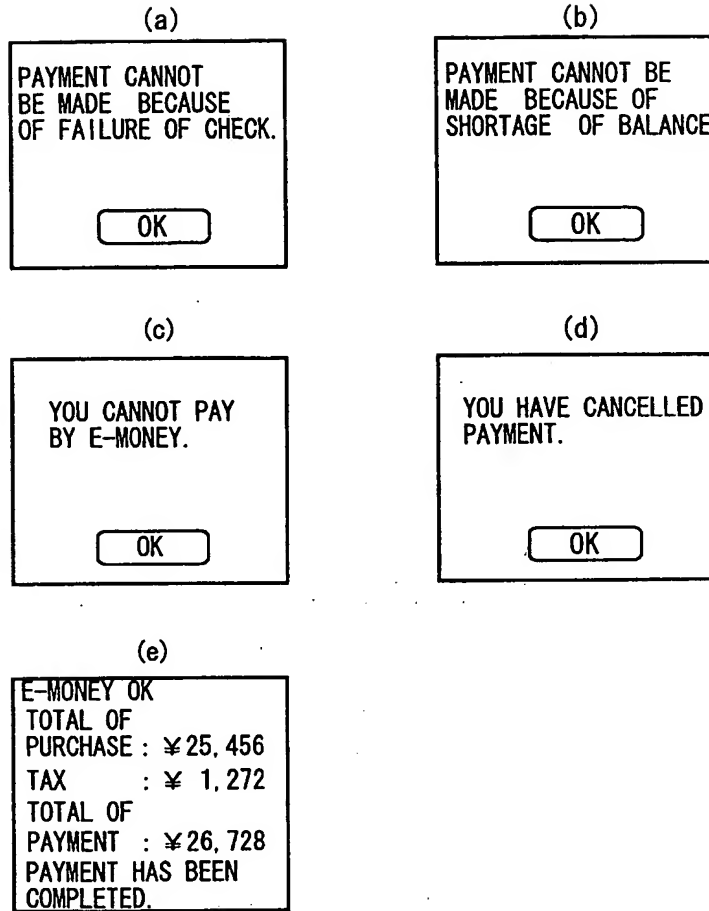 (a)
PAYMENT CANNOT
BE MADE BECAUSE
OF FAILURE OF CHECK.
OK
(b)
PAYMENT CANNOT BE
MADE BECAUSE OF
SHORTAGE OF BALANCE
OK
(c)
YOU CANNOT PAY
BY E-MONEY.
OK
(d)
YOU HAVE CANCELLED
PAYMENT.
OK
(e)
E-MONEY OK
TOTAL OF
PURCHASE : ¥25,456
TAX : ¥ 1,272
TOTAL OF
PAYMENT : ¥26,728
PAYMENT HAS BEEN
COMPLETED.